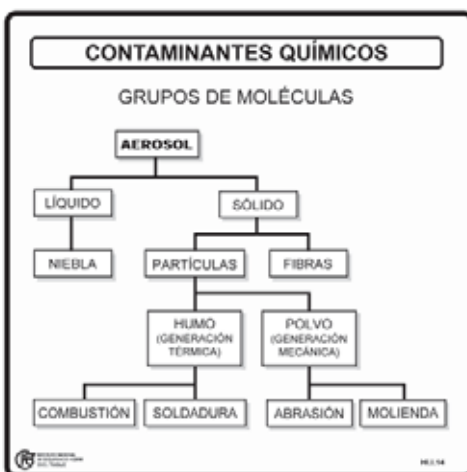 CONTAMINANTES QUÍMICOS
GRUPOS DE MOLÉCULAS
AEROSOL
LÍQUIDO
SÓLIDO
NIEBLA
PARTÍCULAS
FIBRAS
HUMO
(GENERACIÓN
TÉRMICA)
POLVO
(GENERACIÓN
MECÁNICA)
COMBUSTIÓN
SOLDADURA
ABRASIÓN
MOLIENDA